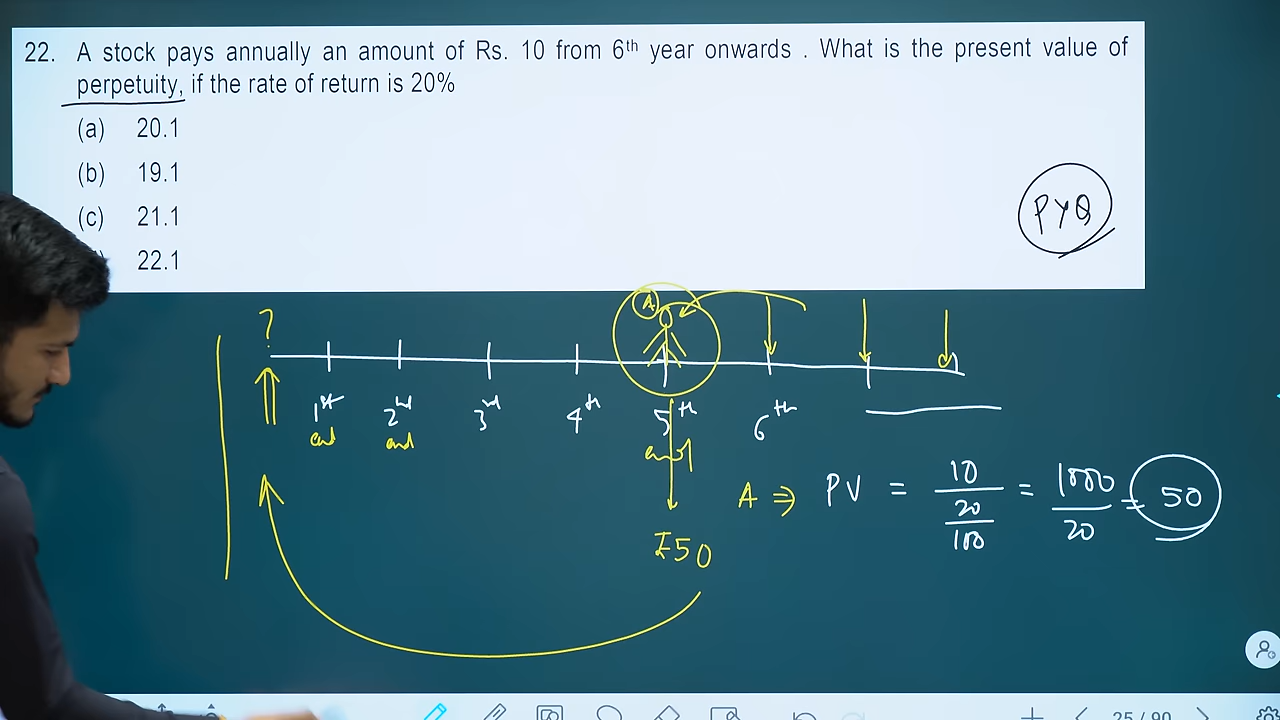 22. A stock pays annually an amount of Rs. 10 from 6th year onwards . What is the present value of
perpetuity, if the rate of return is 20%
(a) 20.1
(b) 19.1
(c) 21.1
22.1
PYQ
?
A
1st 2nd 3rd 4th 5th 6th
end end end
A ⇒ PV = 10 / (20/100) = 1000/20 = 50
₹50
25 / 90